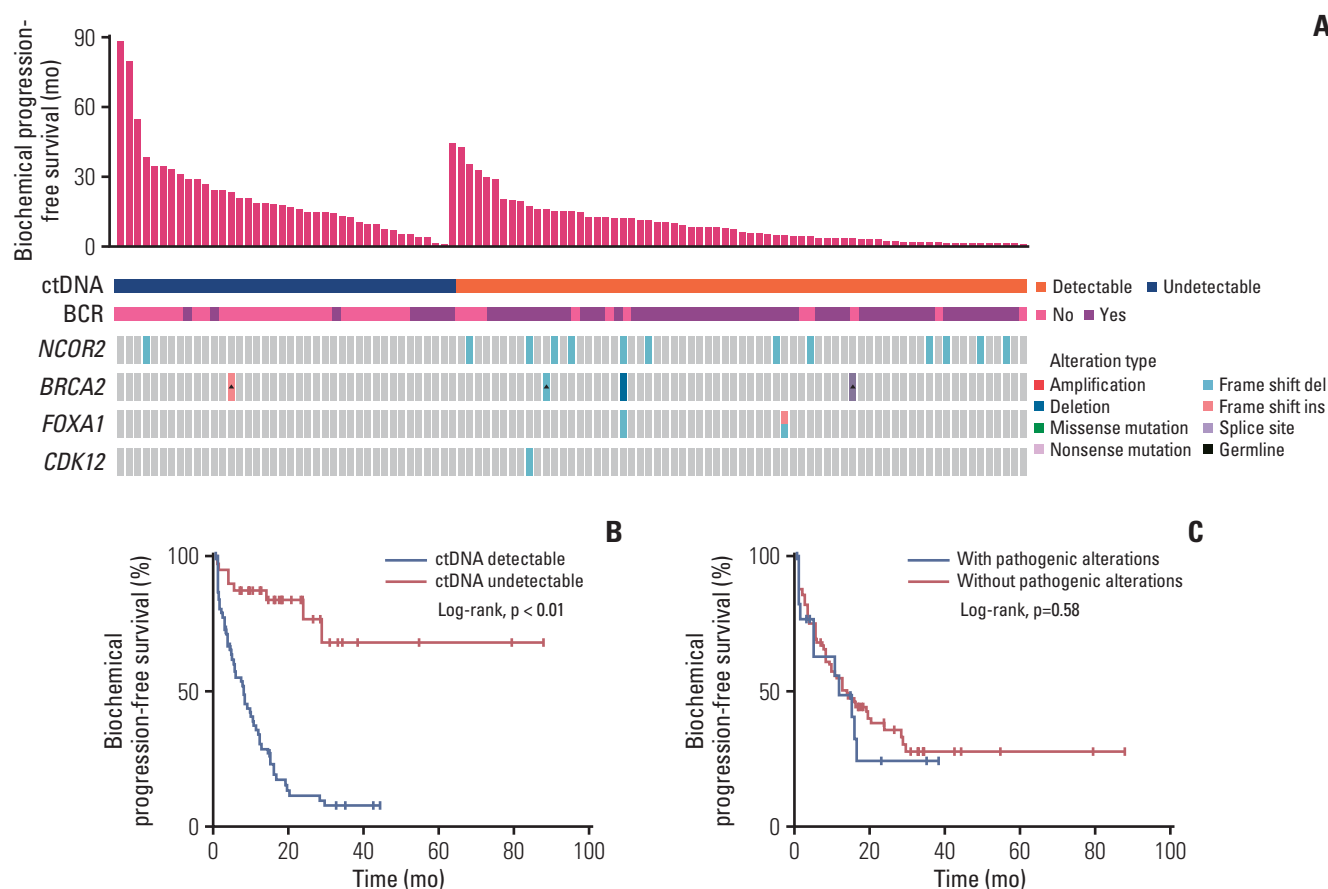 A
Biochemical progression-
free survival (mo)
90
60
30
0
ctDNA
Detectable
Undetectable
BCR
No
Yes
NCOR2
BRCA2
FOXA1
CDK12
Alteration type
Amplification
Frame shift del
Deletion
Frame shift ins
Missense mutation
Splice site
Nonsense mutation
Germline
B
Biochemical
progression-free survival (%)
100
50
0
ctDNA detectable
ctDNA undetectable
Log-rank, p < 0.01
0
20
40
60
80
100
Time (mo)
C
Biochemical
progression-free survival (%)
100
50
0
With pathogenic alterations
Without pathogenic alterations
Log-rank, p=0.58
0
20
40
60
80
100
Time (mo)